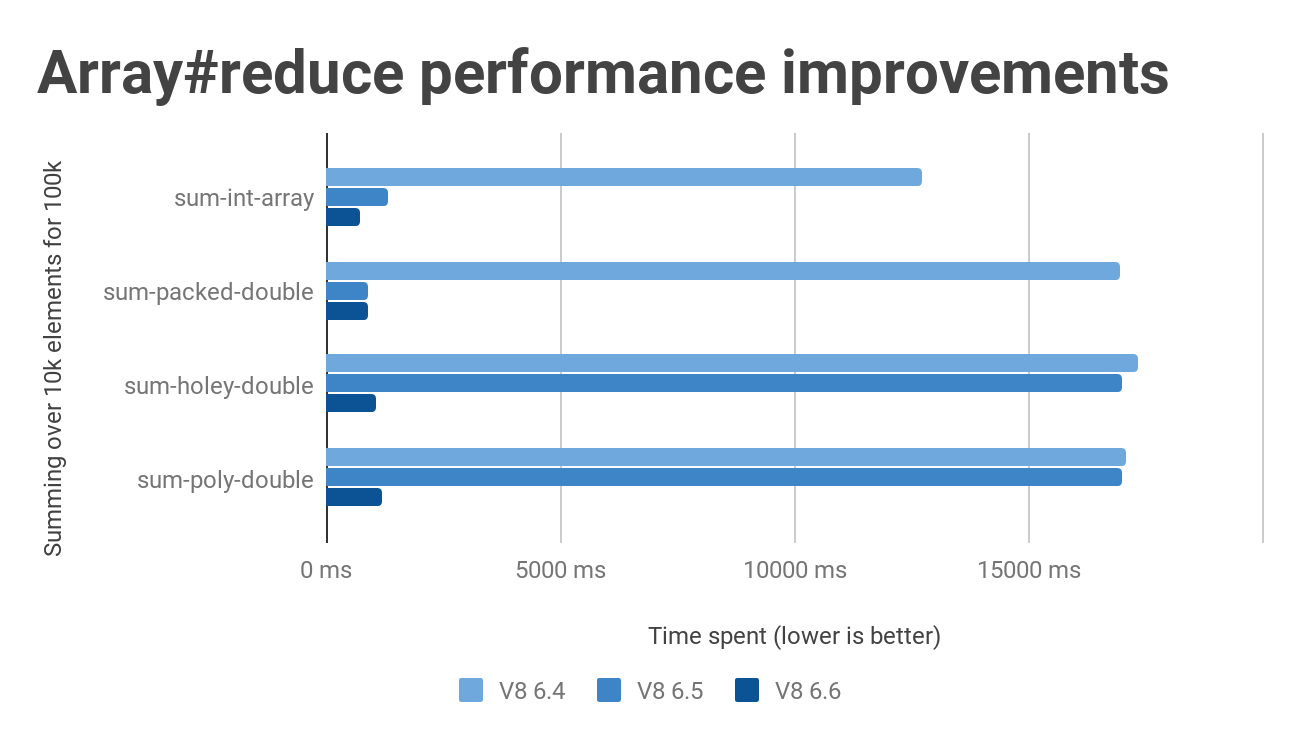 Array#reduce performance improvements
Summing over 10k elements for 100k
sum-int-array
sum-packed-double
sum-holey-double
sum-poly-double
0 ms 5000 ms 10000 ms 15000 ms
Time spent (lower is better)
V8 6.4 V8 6.5 V8 6.6